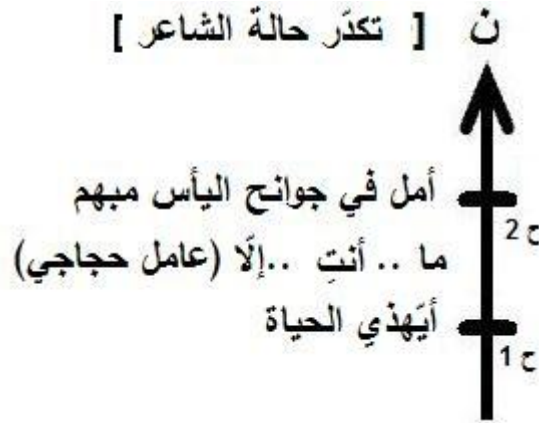 ن [ تكدّر حالة الشاعر ]
أمل في جوانح اليأس مبهم
ح 2
ما .. أنتِ ..إلّا (عامل حجاجي)
أيّهذي الحياة
ح 1